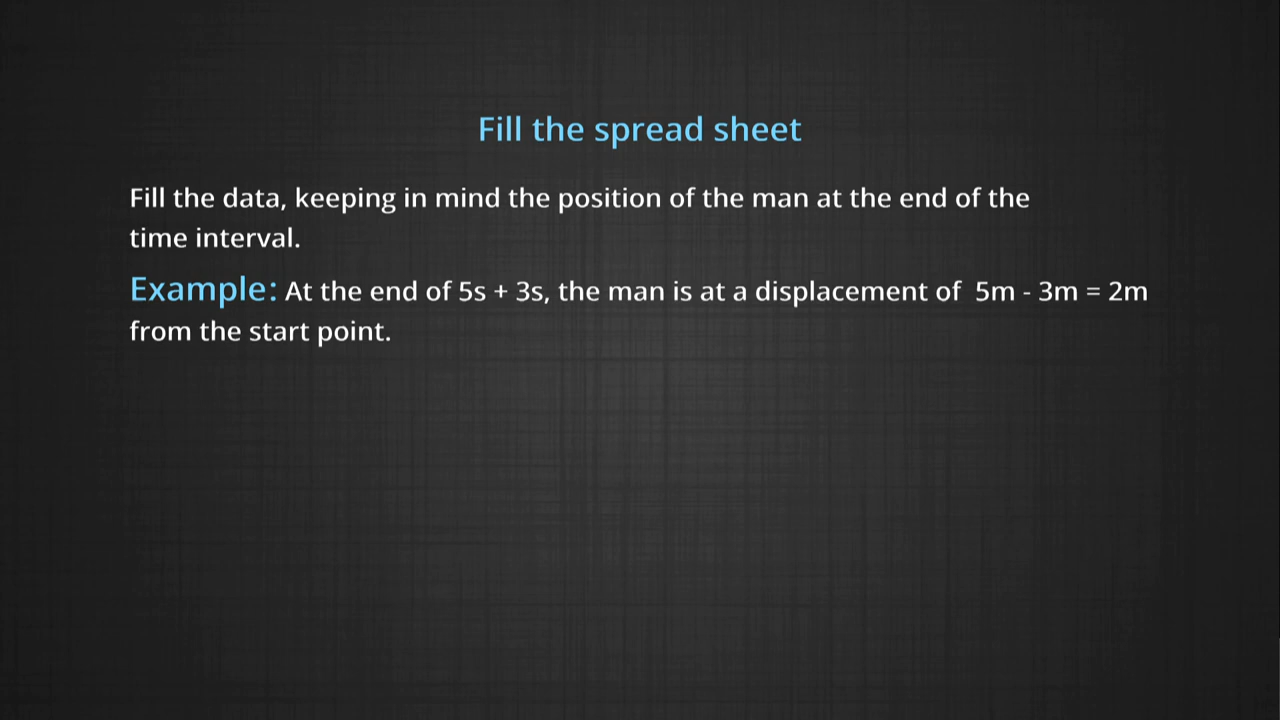 Fill the spread sheet
Fill the data, keeping in mind the position of the man at the end of the
time interval.
Example: At the end of 5s + 3s, the man is at a displacement of 5m - 3m = 2m
from the start point.